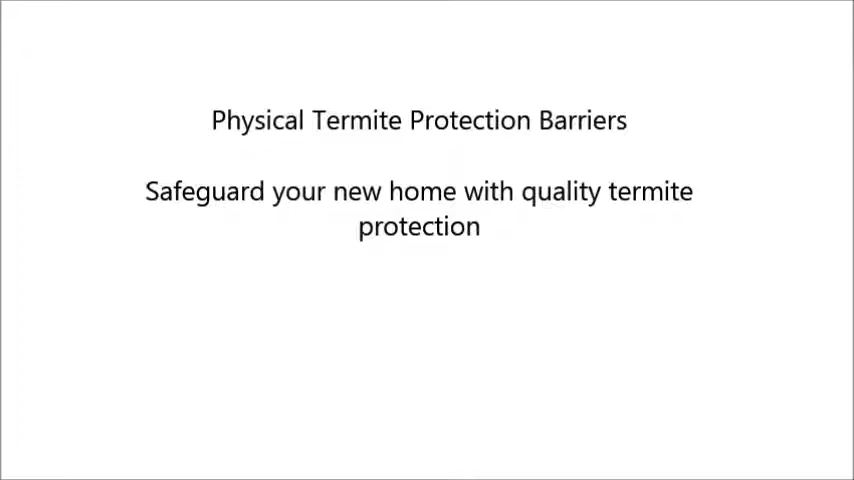 Physical Termite Protection Barriers
Safeguard your new home with quality termite
protection